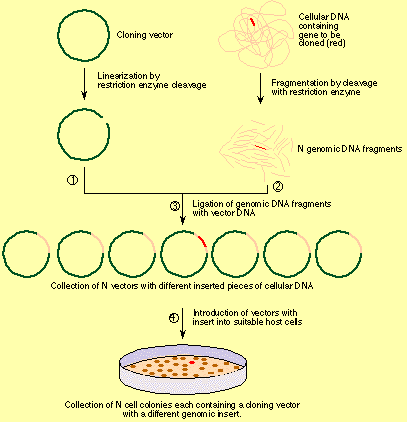 Cloning vector
Cellular DNA
containing
gene to be
cloned (red)
Linearization by
restriction enzyme cleavage
Fragmentation by cleavage
with restriction enzyme
N genomic DNA fragments
①
②
③
Ligation of genomic DNA fragments
with vector DNA
Collection of N vectors with different inserted pieces of cellular DNA
④
Introduction of vectors with
insert into suitable host cells
Collection of N cell colonies each containing a cloning vector
with a different genomic insert.